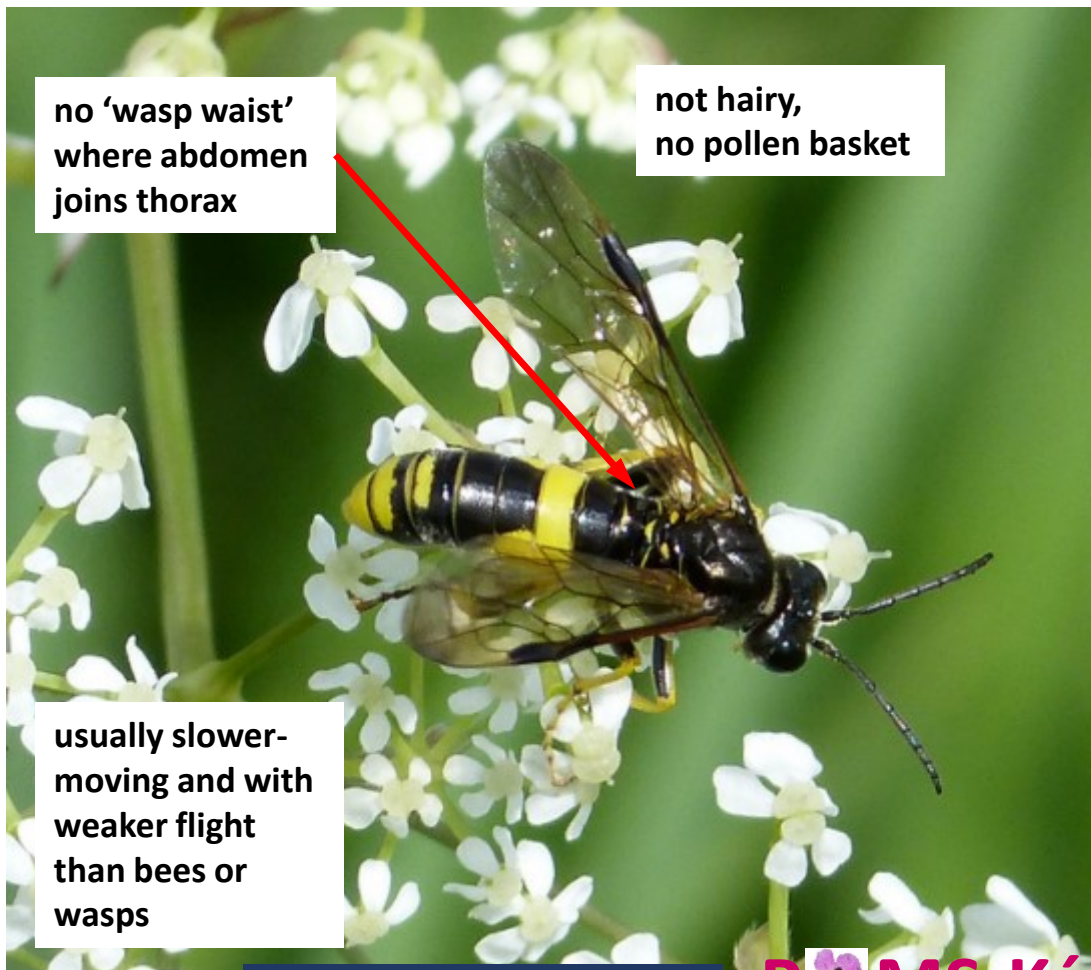 no ‘wasp waist’
where abdomen
joins thorax
not hairy,
no pollen basket
usually slower-
moving and with
weaker flight
than bees or
wasps